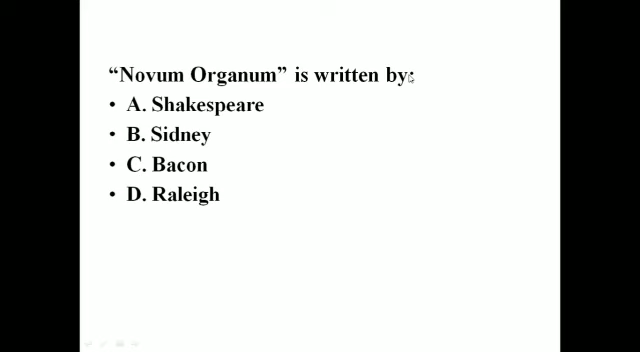 “Novum Organum” is written by:
• A. Shakespeare
• B. Sidney
• C. Bacon
• D. Raleigh